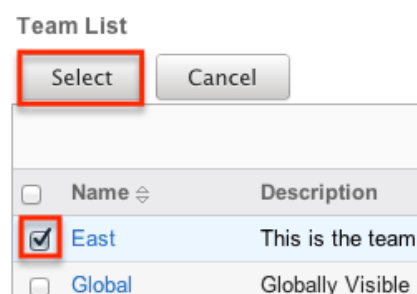 Team List
Select Cancel
Name Description
East This is the team
Global Globally Visible